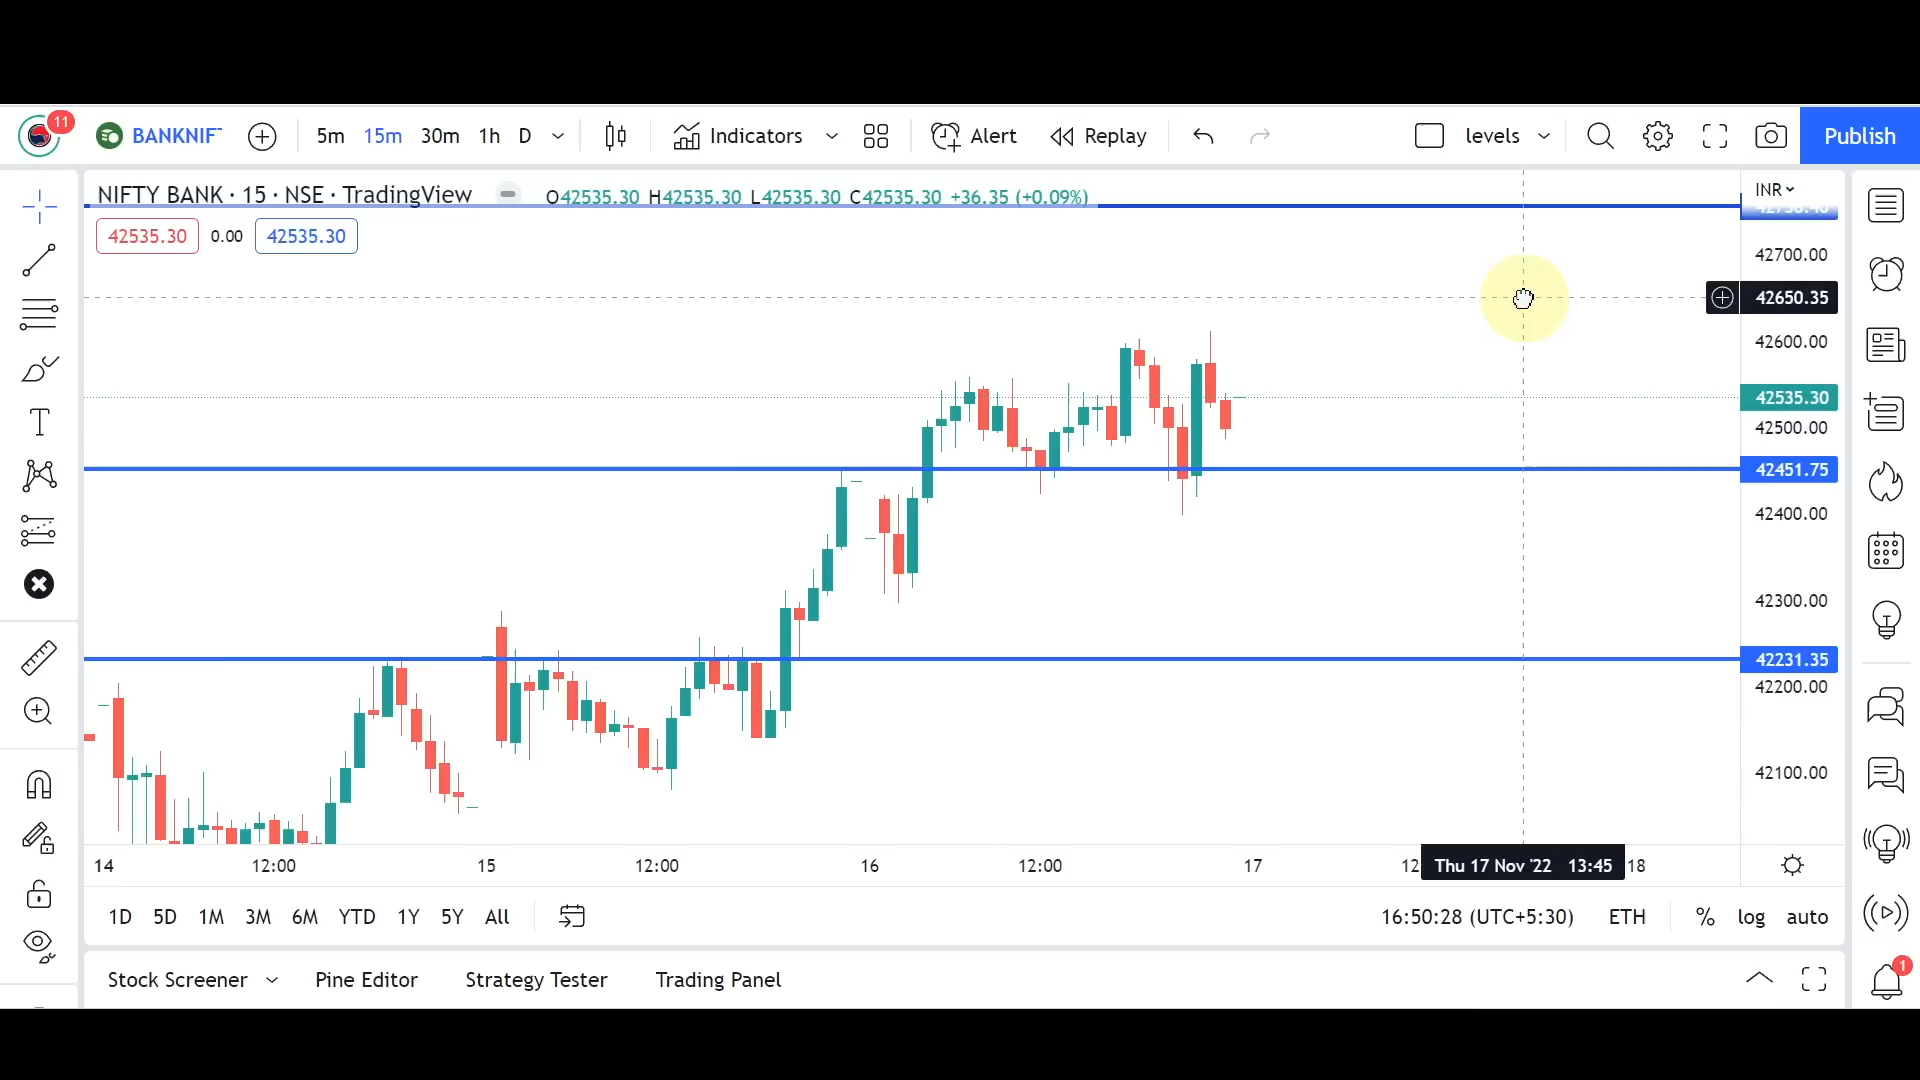 11
BANKNIF
5m 15m 30m 1h D
Indicators
Alert
Replay
levels
Publish
NIFTY BANK · 15 · NSE · TradingView
O42535.30 H42535.30 L42535.30 C42535.30 +36.35 (+0.09%)
INR
42535.30 0.00 42535.30
42700.00
42650.35
42600.00
42535.30
42500.00
42451.75
42400.00
42300.00
42231.35
42200.00
42100.00
14 12:00 15 12:00 16 12:00 17 Thu 17 Nov '22 13:45 18
1D 5D 1M 3M 6M YTD 1Y 5Y All
16:50:28 (UTC+5:30) ETH % log auto
1
Stock Screener Pine Editor Strategy Tester Trading Panel